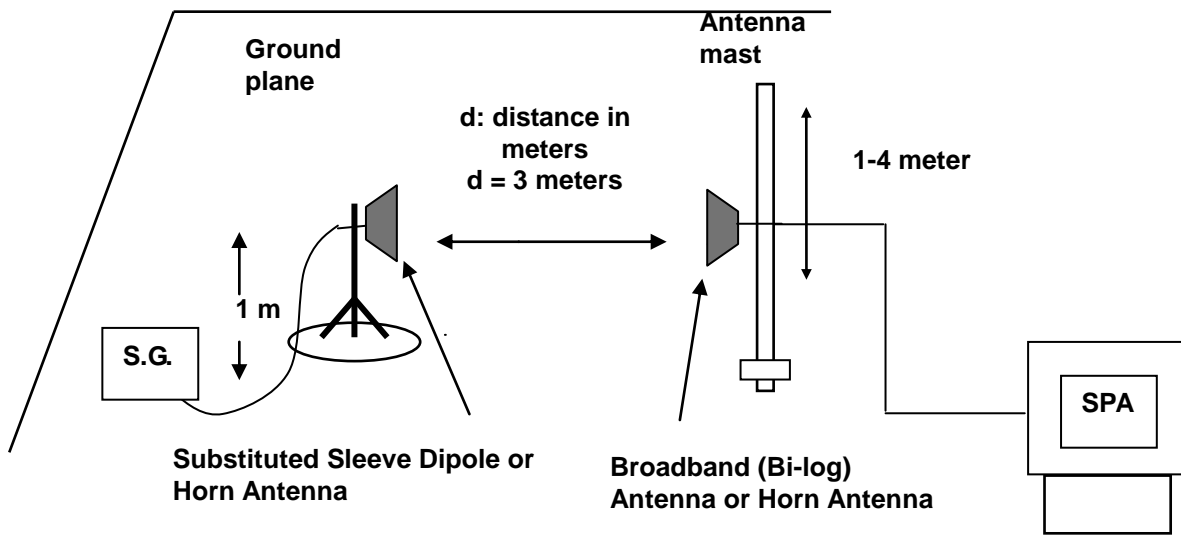 Ground
plane
Antenna
mast
d: distance in
meters
d = 3 meters
1-4 meter
1 m
S.G.
SPA
Substituted Sleeve Dipole or
Horn Antenna
Broadband (Bi-log)
Antenna or Horn Antenna